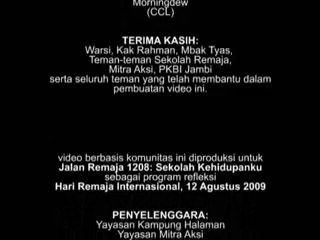 Morningdew
(CCL)
TERIMA KASIH:
Warsi, Kak Rahman, Mbak Tyas,
Teman-teman Sekolah Remaja,
Mitra Aksi, PKBI Jambi
serta seluruh teman yang telah membantu dalam
pembuatan video ini.
video berbasis komunitas ini diproduksi untuk
Jalan Remaja 1208: Sekolah Kehidupanku
sebagai program refleksi
Hari Remaja Internasional, 12 Agustus 2009
PENYELENGGARA:
Yayasan Kampung Halaman
Yayasan Mitra Aksi